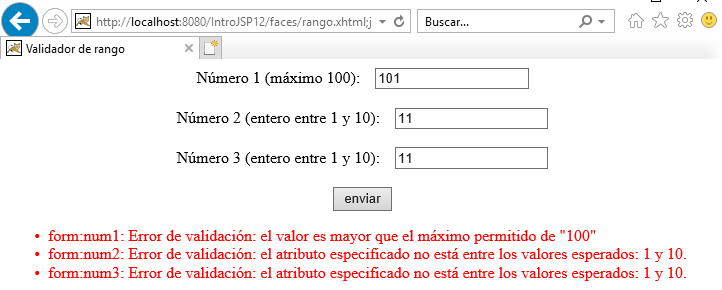 http://localhost:8080/IntroJSP12/faces/rango.xhtml;j
Buscar...
Validador de rango
Número 1 (máximo 100): 101
Número 2 (entero entre 1 y 10): 11
Número 3 (entero entre 1 y 10): 11
enviar
• form:num1: Error de validación: el valor es mayor que el máximo permitido de "100"
• form:num2: Error de validación: el atributo especificado no está entre los valores esperados: 1 y 10.
• form:num3: Error de validación: el atributo especificado no está entre los valores esperados: 1 y 10.